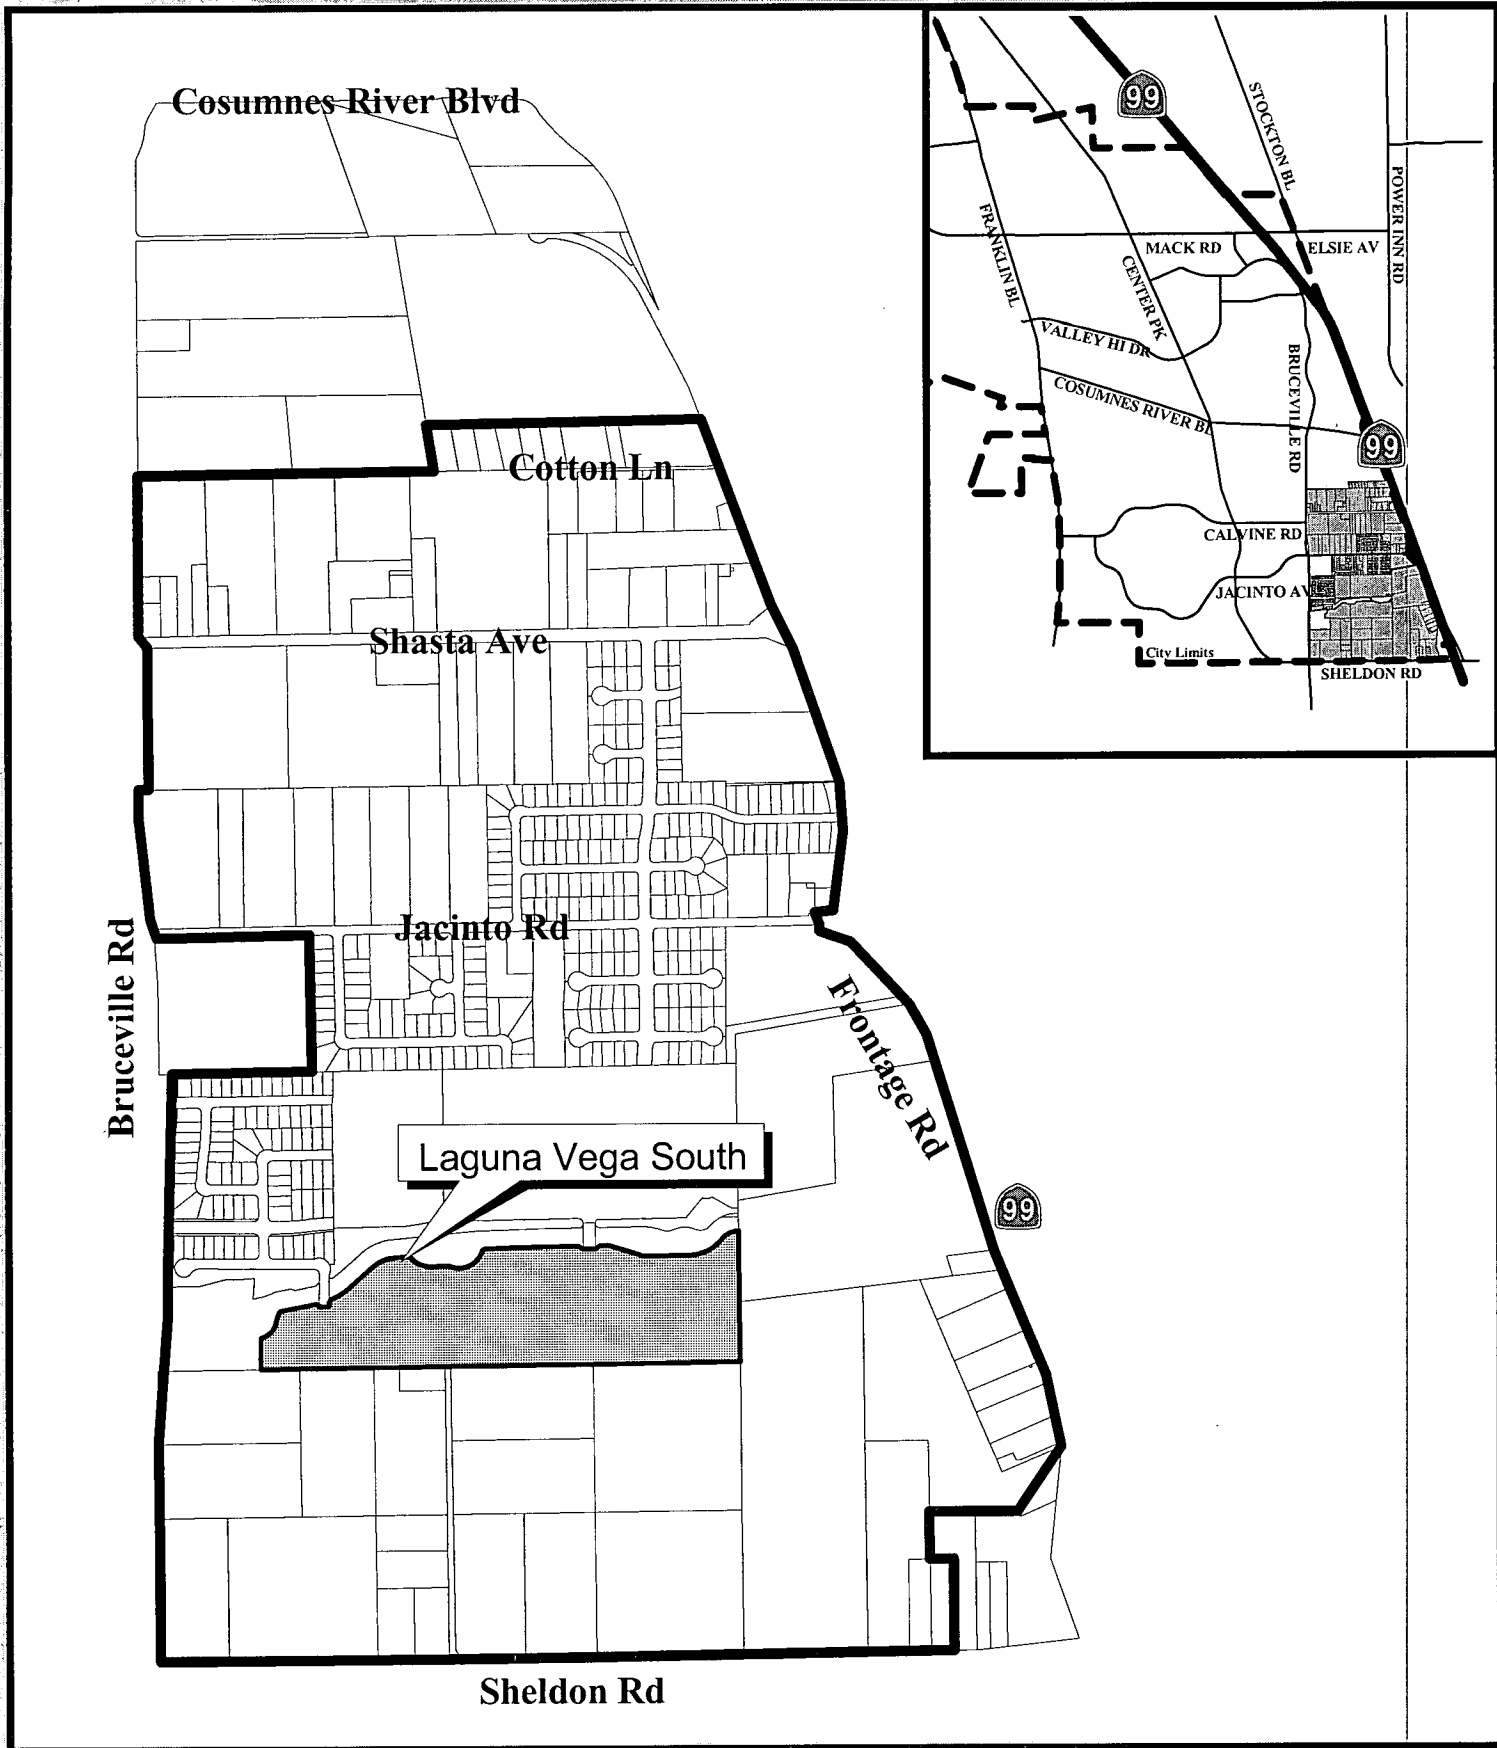 Cosumnes River Blvd
Cotton Ln
Shasta Ave
Jacinto Rd
Bruceville Rd
Frontage Rd
Laguna Vega South
99
Sheldon Rd
99
STOCKTON BL
POWER INN RD
FRANKLIN BL
MACK RD
ELSIE AV
CENTER PK
VALLEY HI DR
BRUCEVILLE RD
COSUMNES RIVER BL
99
CALVINE RD
JACINTO AV
City Limits
SHELDON RD